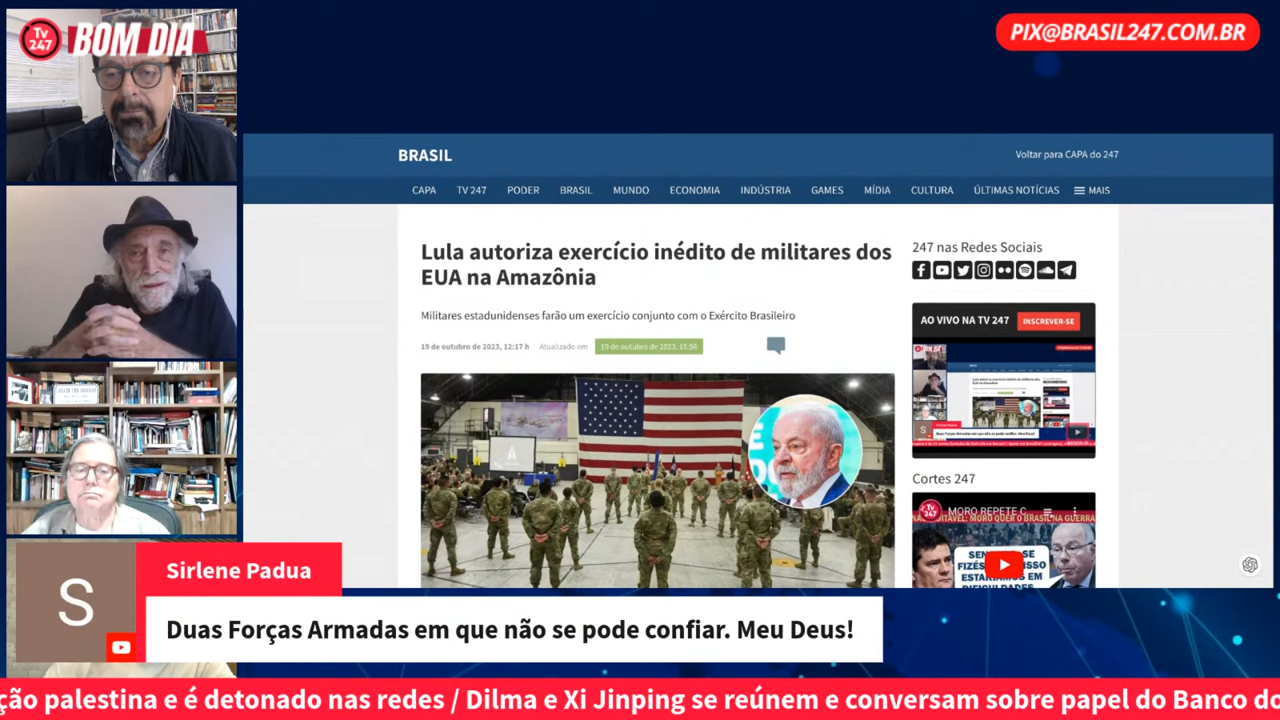 Tv
247
BOM DIA
PIX@BRASIL247.COM.BR
BRASIL
Voltar para CAPA do 247
CAPA TV 247 PODER BRASIL MUNDO ECONOMIA INDÚSTRIA GAMES MÍDIA CULTURA ÚLTIMAS NOTÍCIAS MAIS
Lula autoriza exercício inédito de militares dos
EUA na Amazônia
Militares estadunidenses farão um exercício conjunto com o Exército Brasileiro
19 de outubro de 2023, 12:17 h Atualizado em 19 de outubro de 2023, 15:56
247 nas Redes Sociais
AO VIVO NA TV 247 INSCREVER-SE
Cortes 247
Tv
247
MORO REPETE C
MORO QUER O BRASIL NA GUERRA
S
Sirlene Padua
Duas Forças Armadas em que não se pode confiar. Meu Deus!
ção palestina e é detonado nas redes / Dilma e Xi Jinping se reúnem e conversam sobre papel do Banco do